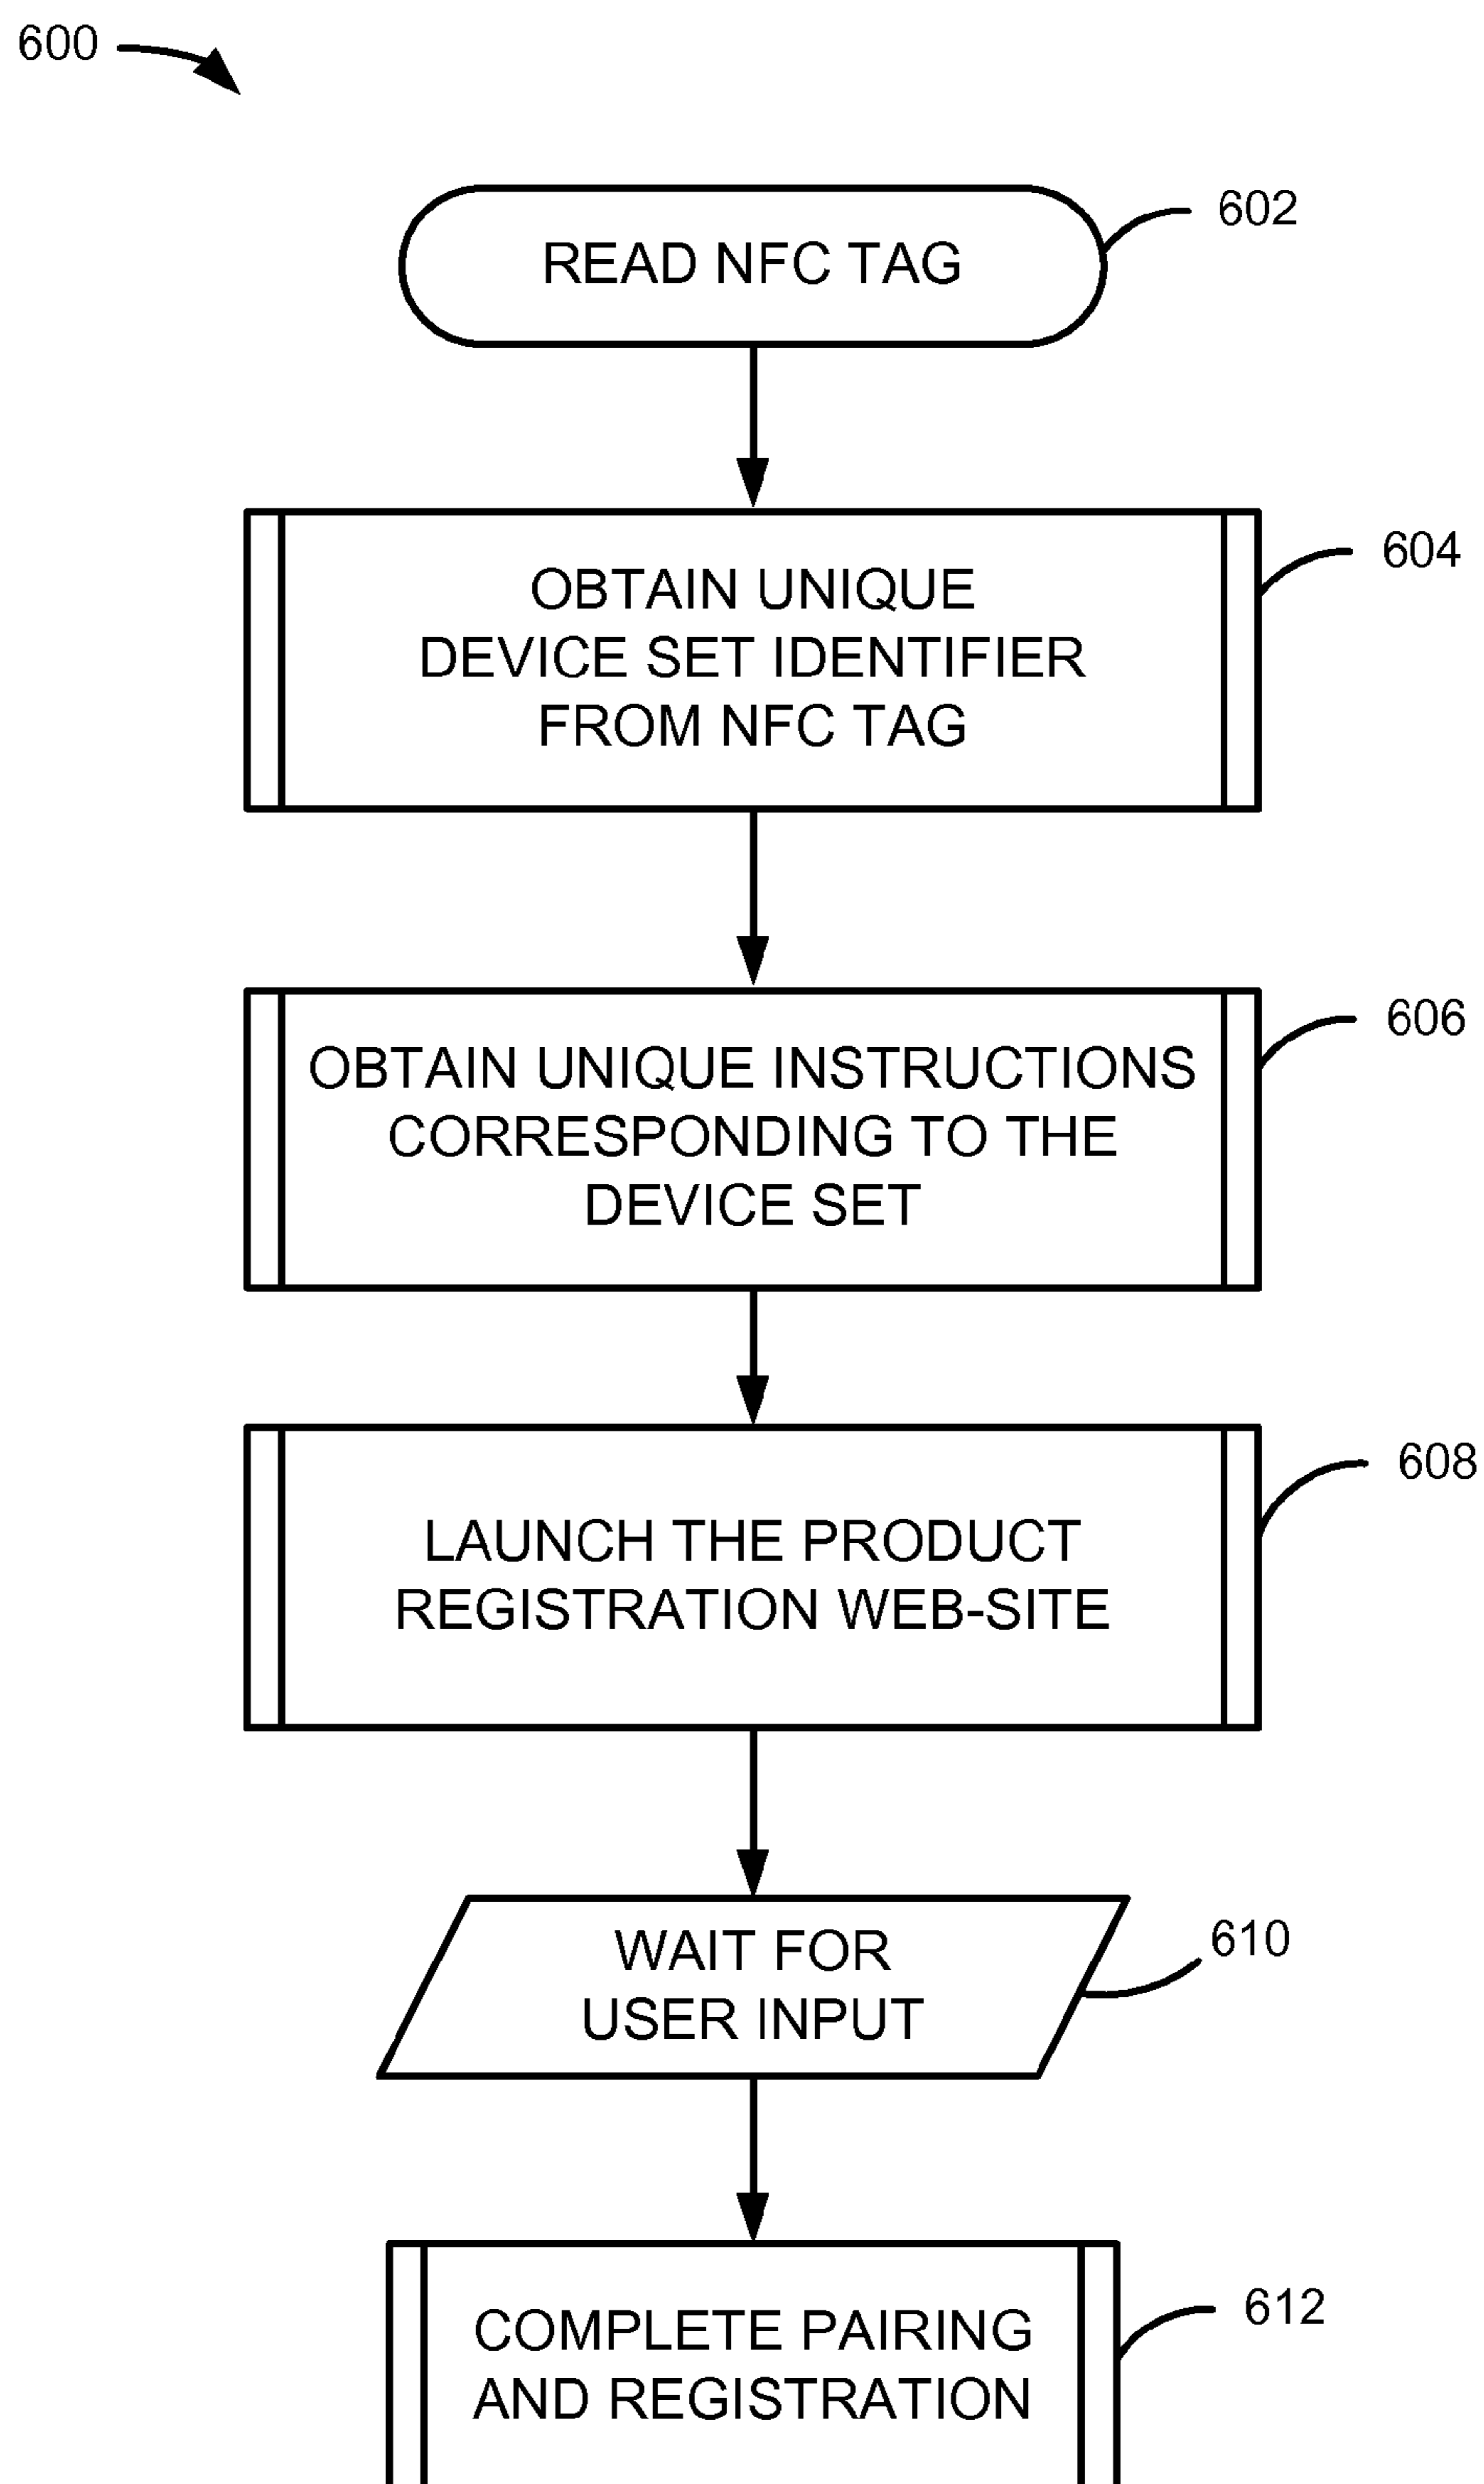 600
602
READ NFC TAG
604
OBTAIN UNIQUE
DEVICE SET IDENTIFIER
FROM NFC TAG
606
OBTAIN UNIQUE INSTRUCTIONS
CORRESPONDING TO THE
DEVICE SET
608
LAUNCH THE PRODUCT
REGISTRATION WEB-SITE
610
WAIT FOR
USER INPUT
612
COMPLETE PAIRING
AND REGISTRATION